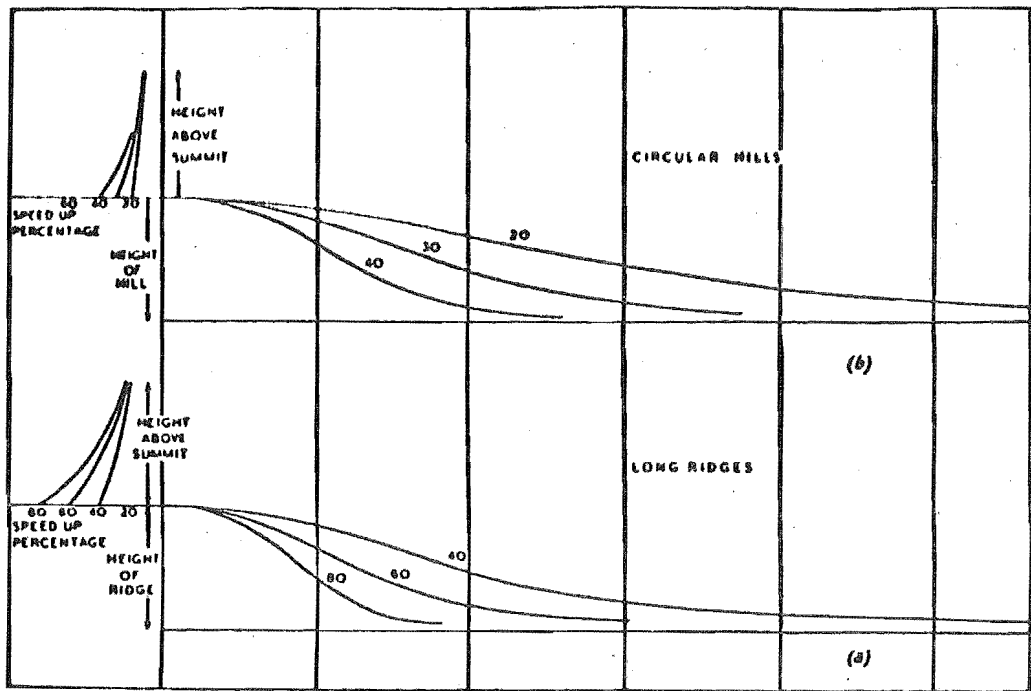 HEIGHT
ABOVE
SUMMIT
CIRCULAR HILLS
60 40 20
SPEED UP
PERCENTAGE
HEIGHT
OF
HILL
20
30
40
(b)
HEIGHT
ABOVE
SUMMIT
LONG RIDGES
80 60 40 20
SPEED UP
PERCENTAGE
HEIGHT
OF
RIDGE
40
60
80
(a)